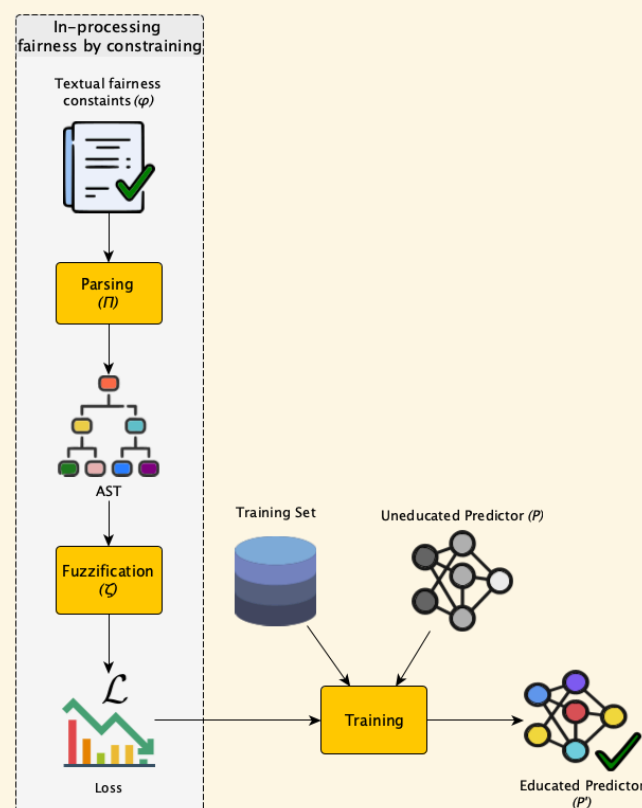 In-processing
fairness by constraining
Textual fairness
constaints (φ)
Parsing
(Π)
AST
Training Set
Uneducated Predictor (P)
Fuzzification
(ζ)
ℒ
Training
Loss
Educated Predictor
(P')